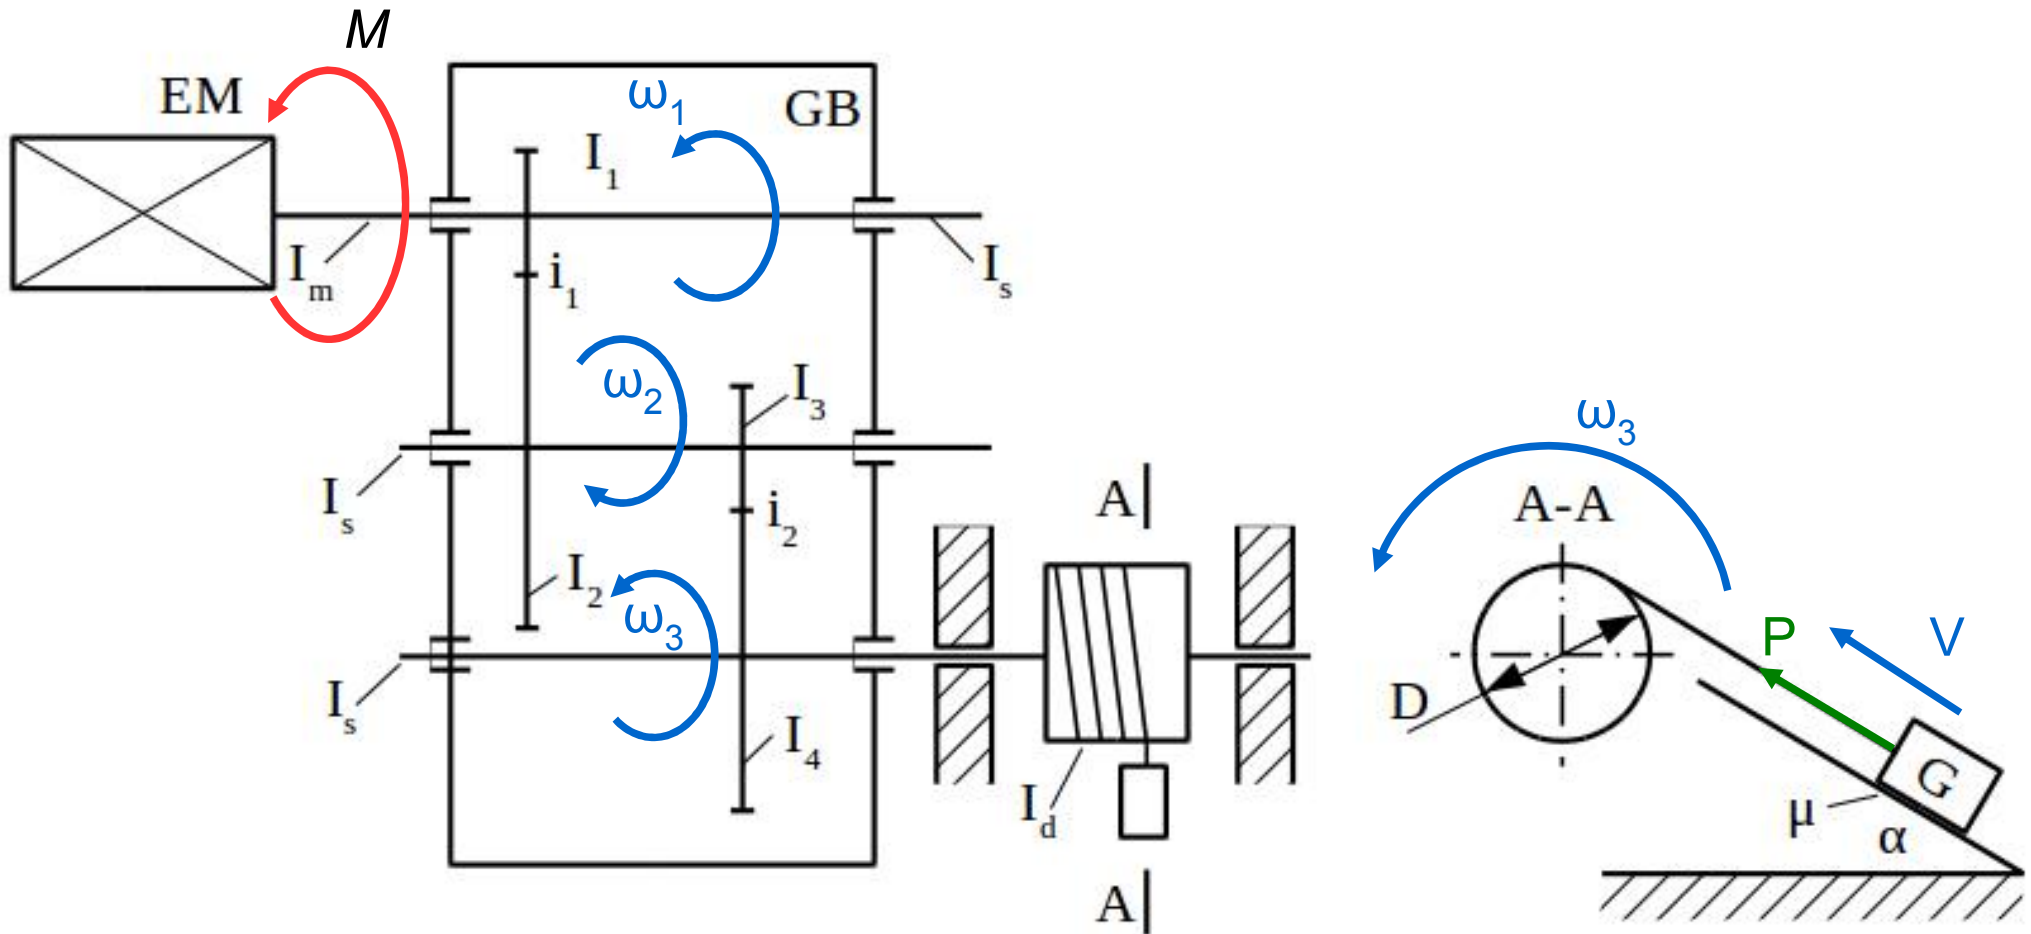 M
EM
GB
ω1
I1
Im
i1
Is
ω2
I3
Is
i2
A
I2
ω3
Is
I4
Id
A
ω3
A-A
D
P
V
G
μ
α